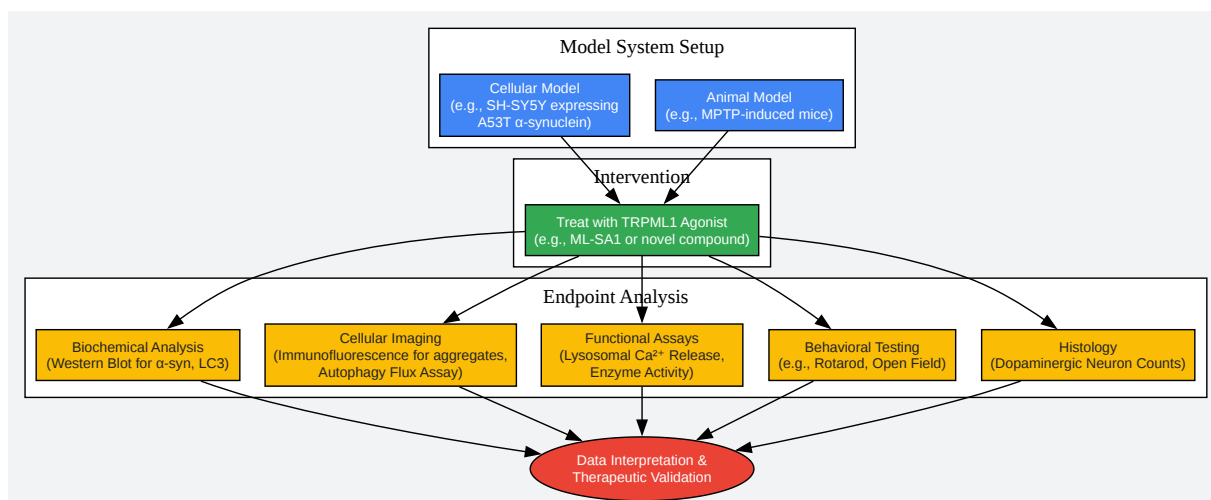 Model System Setup
Cellular Model
(e.g., SH-SY5Y expressing
A53T α-synuclein)
Animal Model
(e.g., MPTP-induced mice)
Intervention
Treat with TRPML1 Agonist
(e.g., ML-SA1 or novel compound)
Endpoint Analysis
Biochemical Analysis
(Western Blot for α-syn, LC3)
Cellular Imaging
(Immunofluorescence for aggregates,
Autophagy Flux Assay)
Functional Assays
(Lysosomal Ca²⁺ Release,
Enzyme Activity)
Behavioral Testing
(e.g., Rotarod, Open Field)
Histology
(Dopaminergic Neuron Counts)
Data Interpretation &
Therapeutic Validation